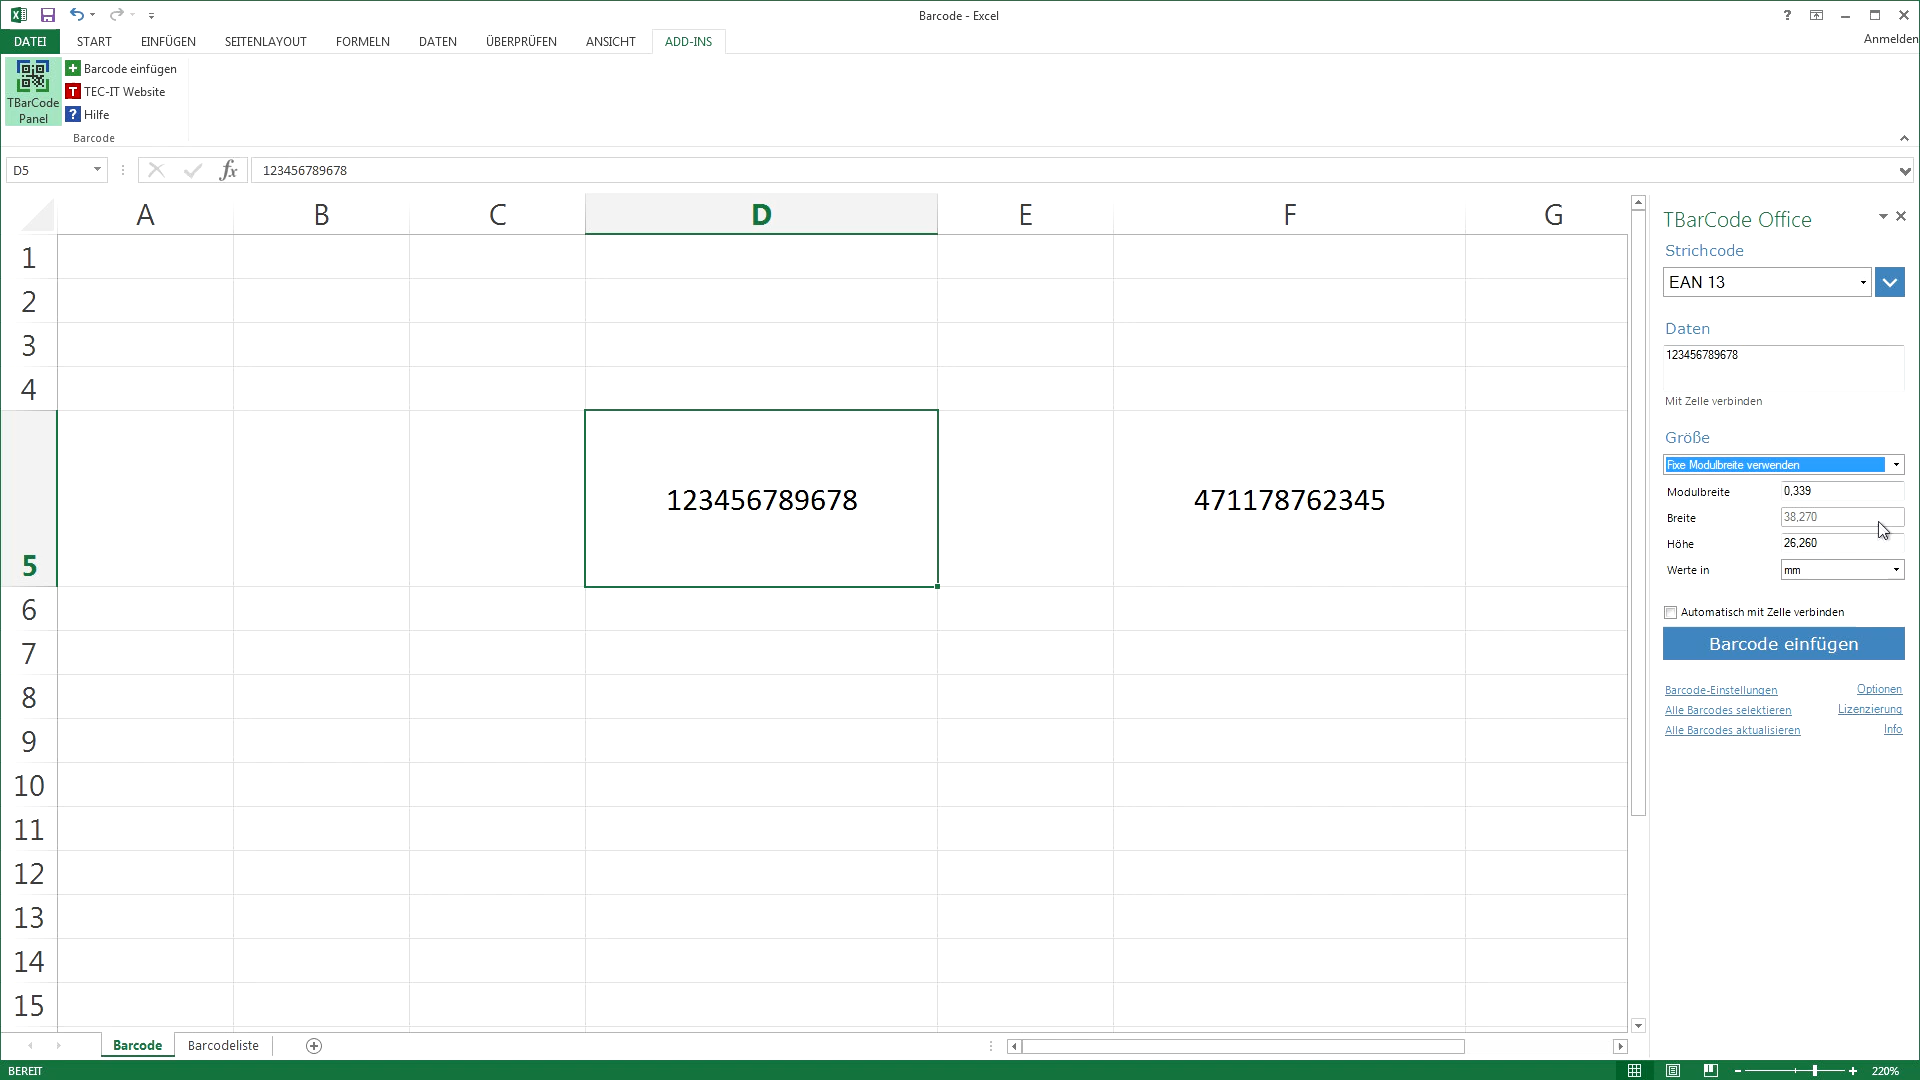 Barcode - Excel
?
DATEI START EINFÜGEN SEITENLAYOUT FORMELN DATEN ÜBERPRÜFEN ANSICHT ADD-INS
Anmelden
TBarCode
Panel
Barcode einfügen
T TEC-IT Website
? Hilfe
Barcode
D5
fx
123456789678
A B C D E F G
1
2
3
4
5 123456789678 471178762345
6
7
8
9
10
11
12
13
14
15
TBarCode Office
Strichcode
EAN 13
Daten
123456789678
Mit Zelle verbinden
Größe
Fixe Modulbreite verwenden
Modulbreite 0,339
Breite 38,270
Höhe 26,260
Werte in mm
Automatisch mit Zelle verbinden
Barcode einfügen
Barcode-Einstellungen Optionen
Alle Barcodes selektieren Lizenzierung
Alle Barcodes aktualisieren Info
Barcode Barcodeliste
BEREIT
220%